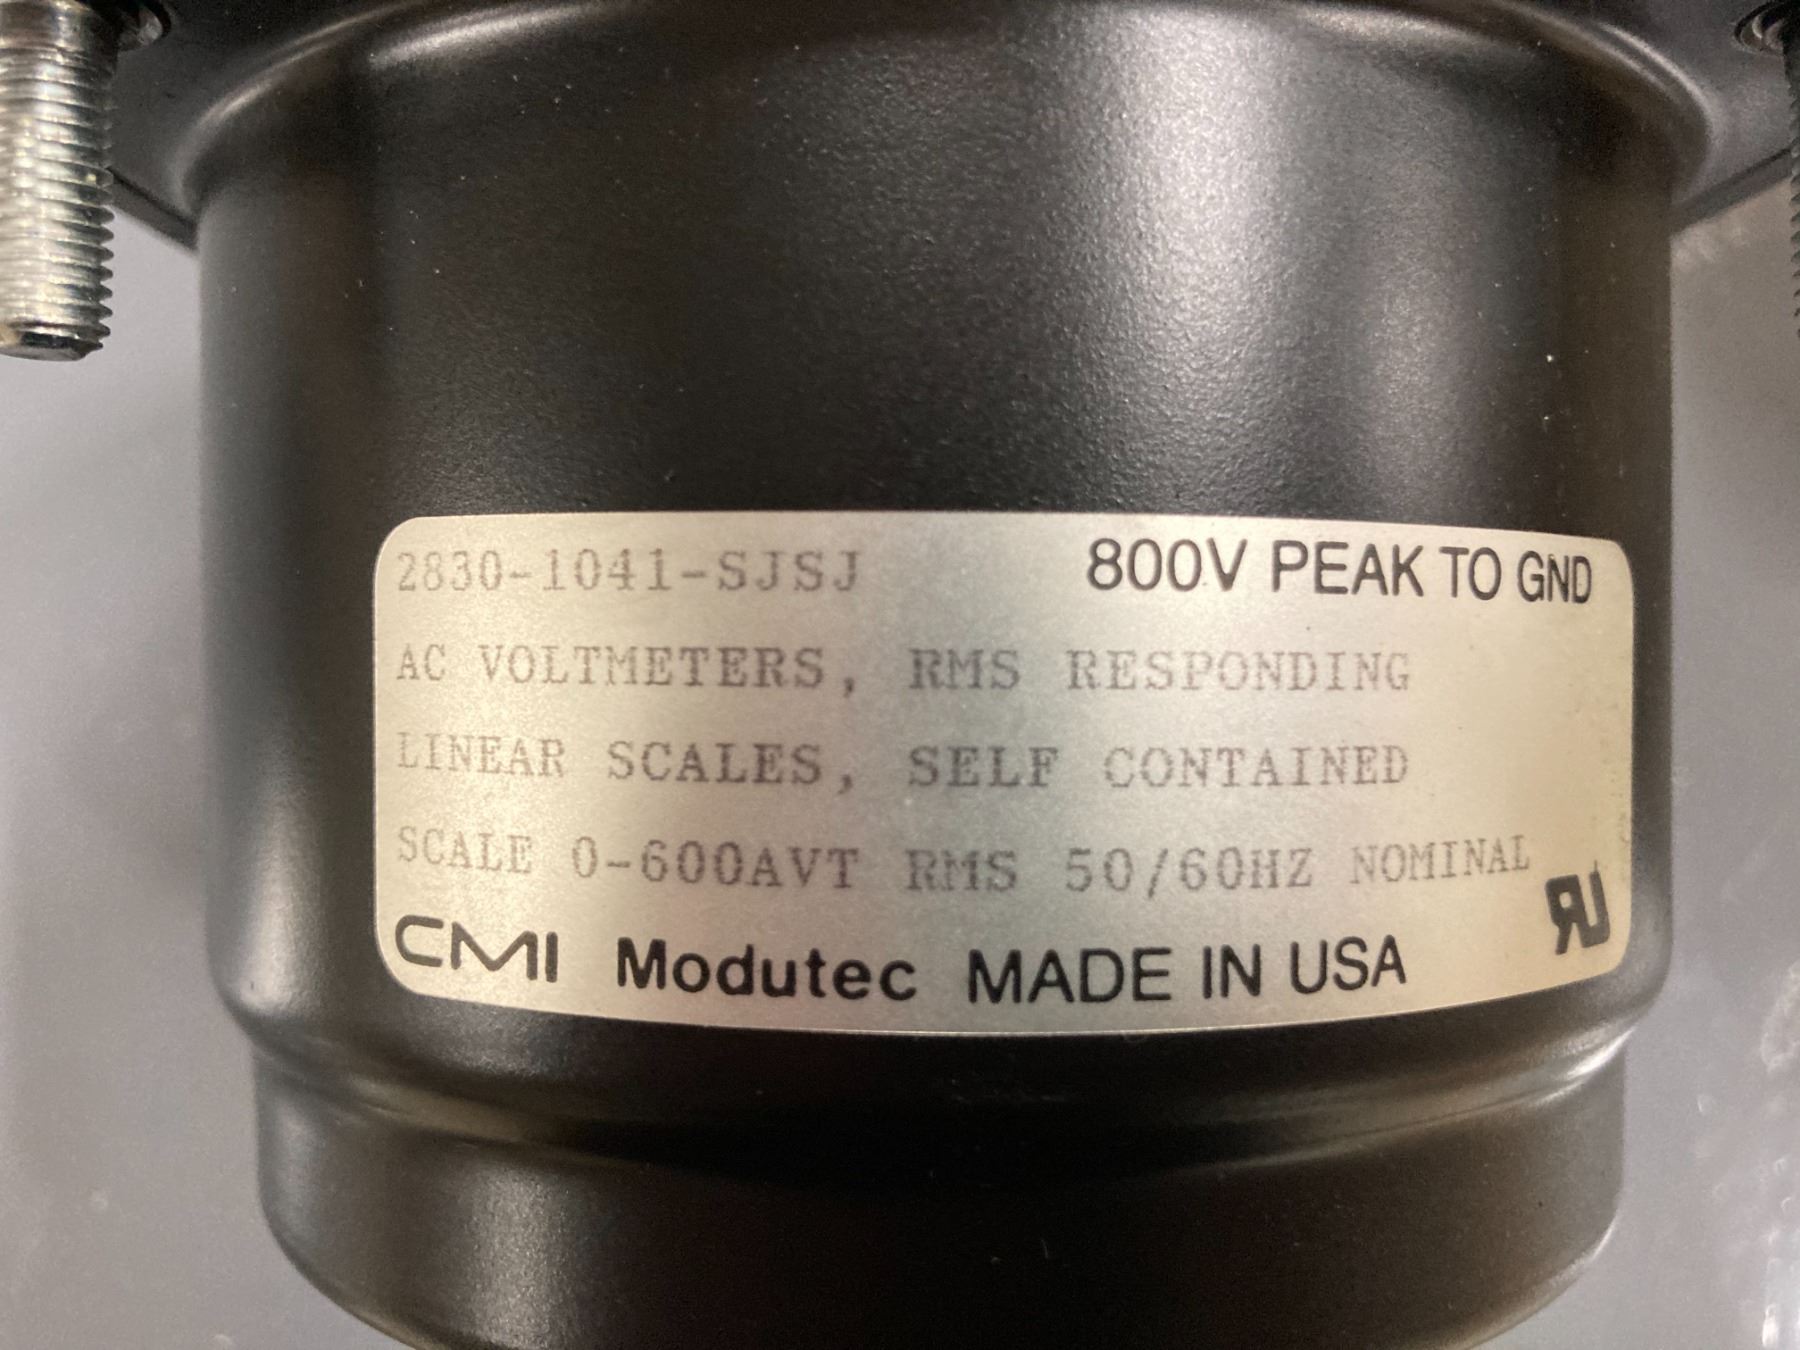 2830-1041-SJSJ 800V PEAK TO GND
AC VOLTMETERS, RMS RESPONDING
LINEAR SCALES, SELF CONTAINED
SCALE 0-600AVT RMS 50/60HZ NOMINAL
CMI Modutec MADE IN USA RU